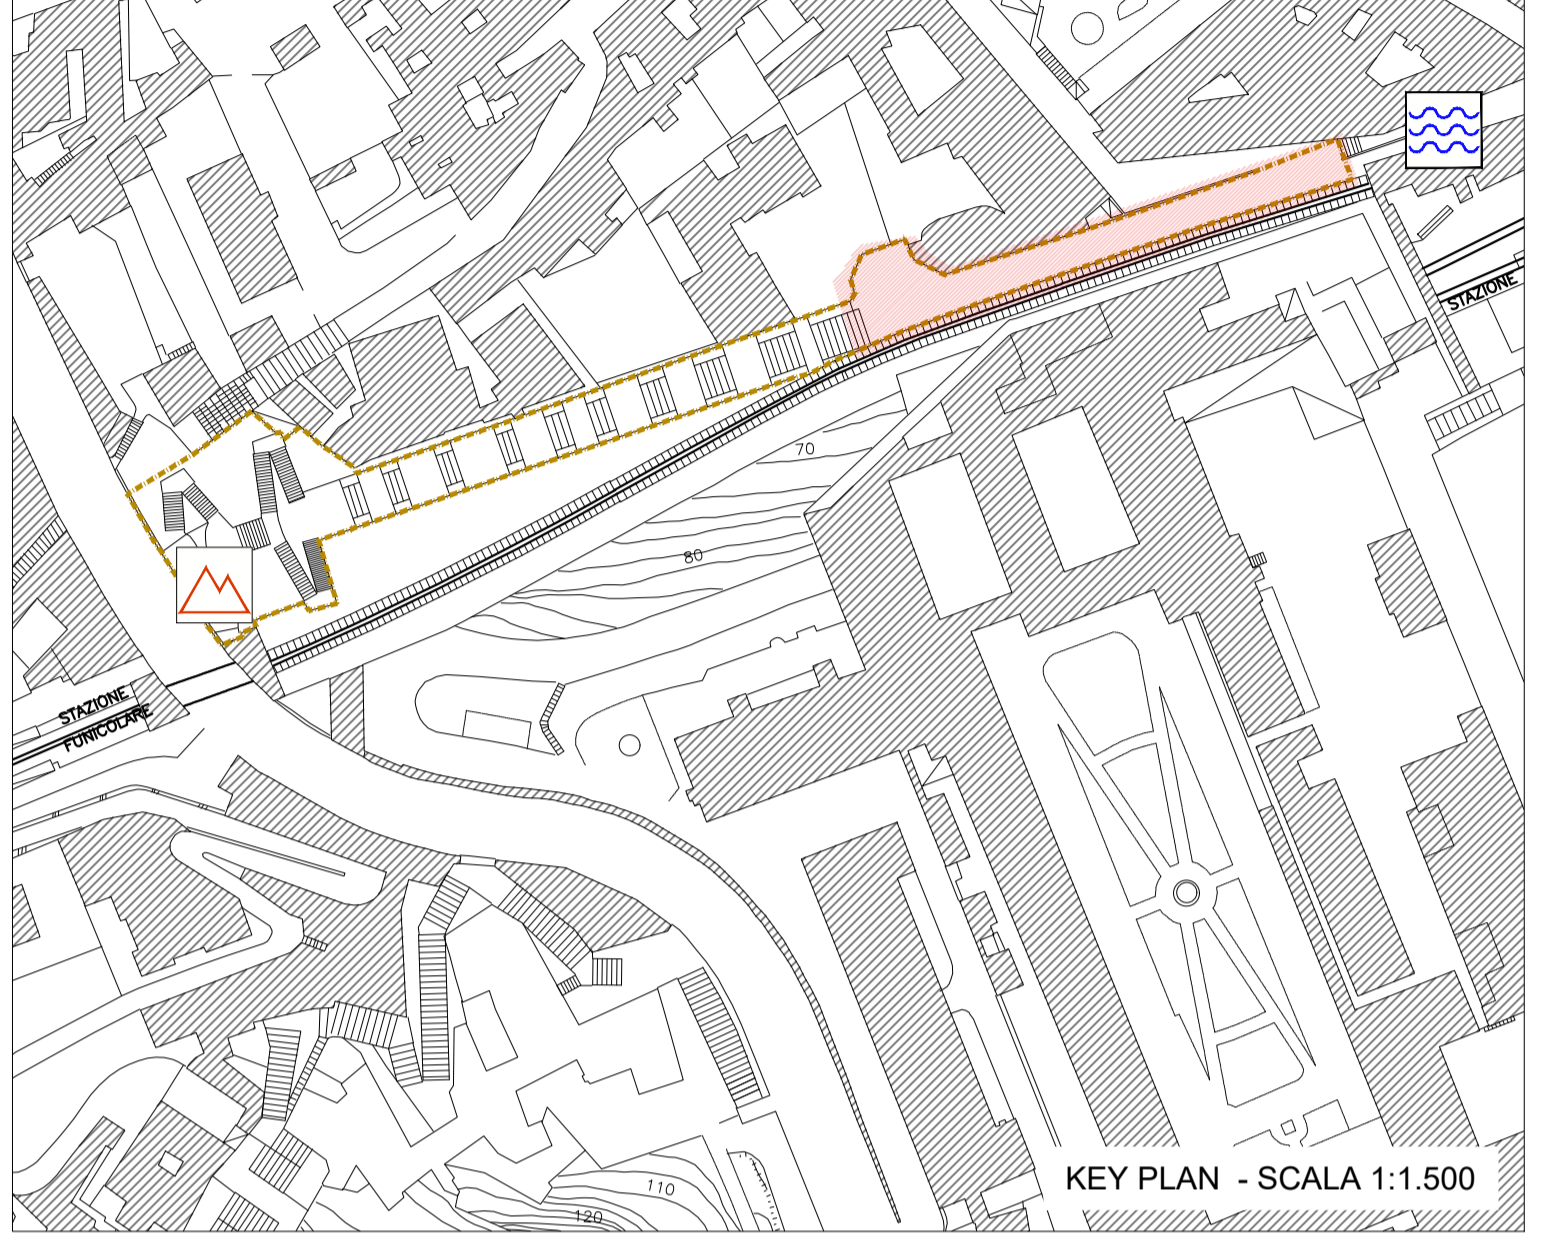 STAZIONE
70
80
STAZIONE
FUNICOLARE
KEY PLAN - SCALA 1:1.500
110
120